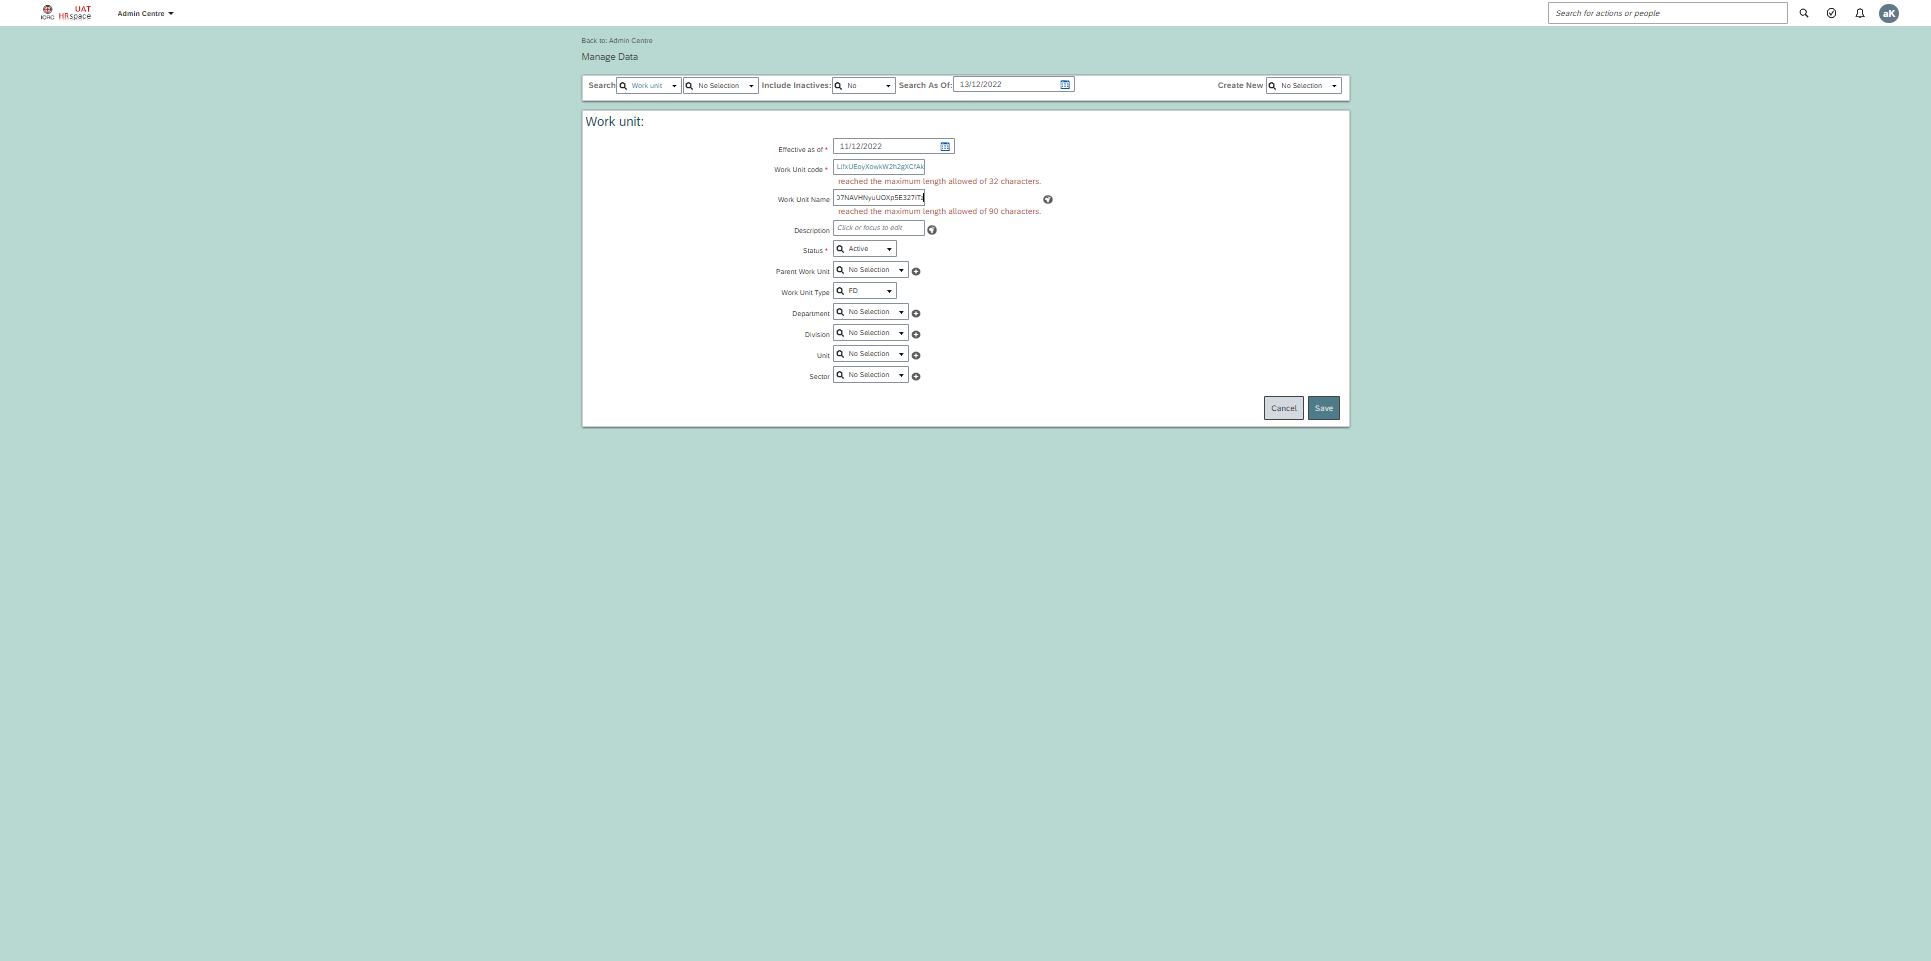 ICRC UAT HRspace Admin Centre Search for actions or people aK
Back to: Admin Centre
Manage Data
Search Work unit No Selection Include Inactives: No Search As Of: 13/12/2022 Create New No Selection
Work unit:
Effective as of * 11/12/2022
Work Unit code * LlfxUEoyXowkW2h2gXCfAk
reached the maximum length allowed of 32 characters.
Work Unit Name
reached the maximum length allowed of 90 characters.
Description Click or focus to edit
Status * Active
Parent Work Unit No Selection
Work Unit Type FD
Department No Selection
Division No Selection
Unit No Selection
Sector No Selection
Cancel Save